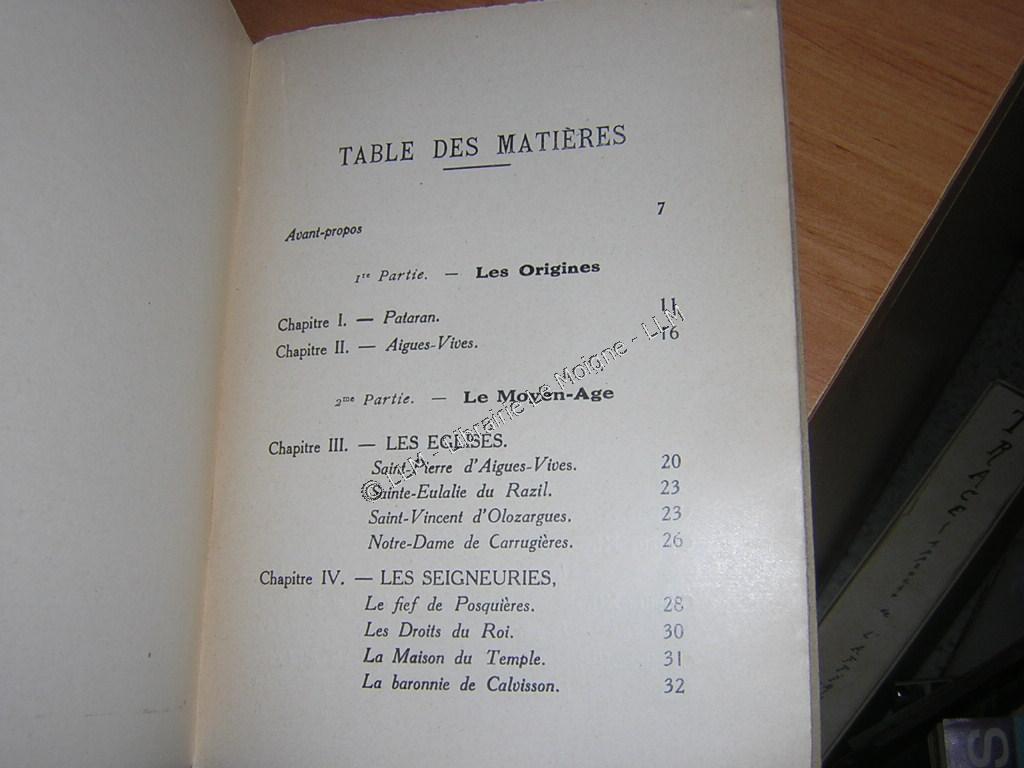 TABLE DES MATIÈRES
Avant-propos 7
1re Partie. — Les Origines
Chapitre I. — Pataran. 11
Chapitre II. — Aigues-Vives. 16
2me Partie. — Le Moyen-Age
Chapitre III. — LES EGLISES.
Saint-Pierre d'Aigues-Vives. 20
Sainte-Eulalie du Razil. 23
Saint-Vincent d'Olozargues. 23
Notre-Dame de Carrugières. 26
Chapitre IV. — LES SEIGNEURIES,
Le fief de Posquières. 28
Les Droits du Roi. 30
La Maison du Temple. 31
La baronnie de Calvisson. 32
© LLM - Librairie Le Moigne - LLM